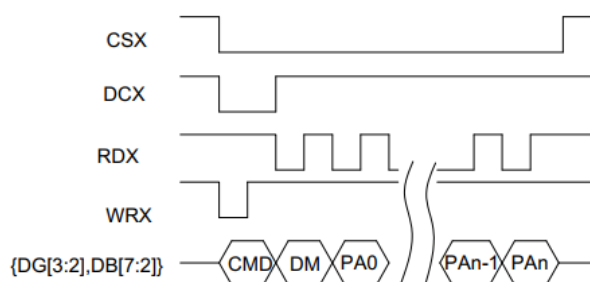 CSX
DCX
RDX
WRX
{DG[3:2],DB[7:2]} CMD DM PA0 PAn-1 PAn